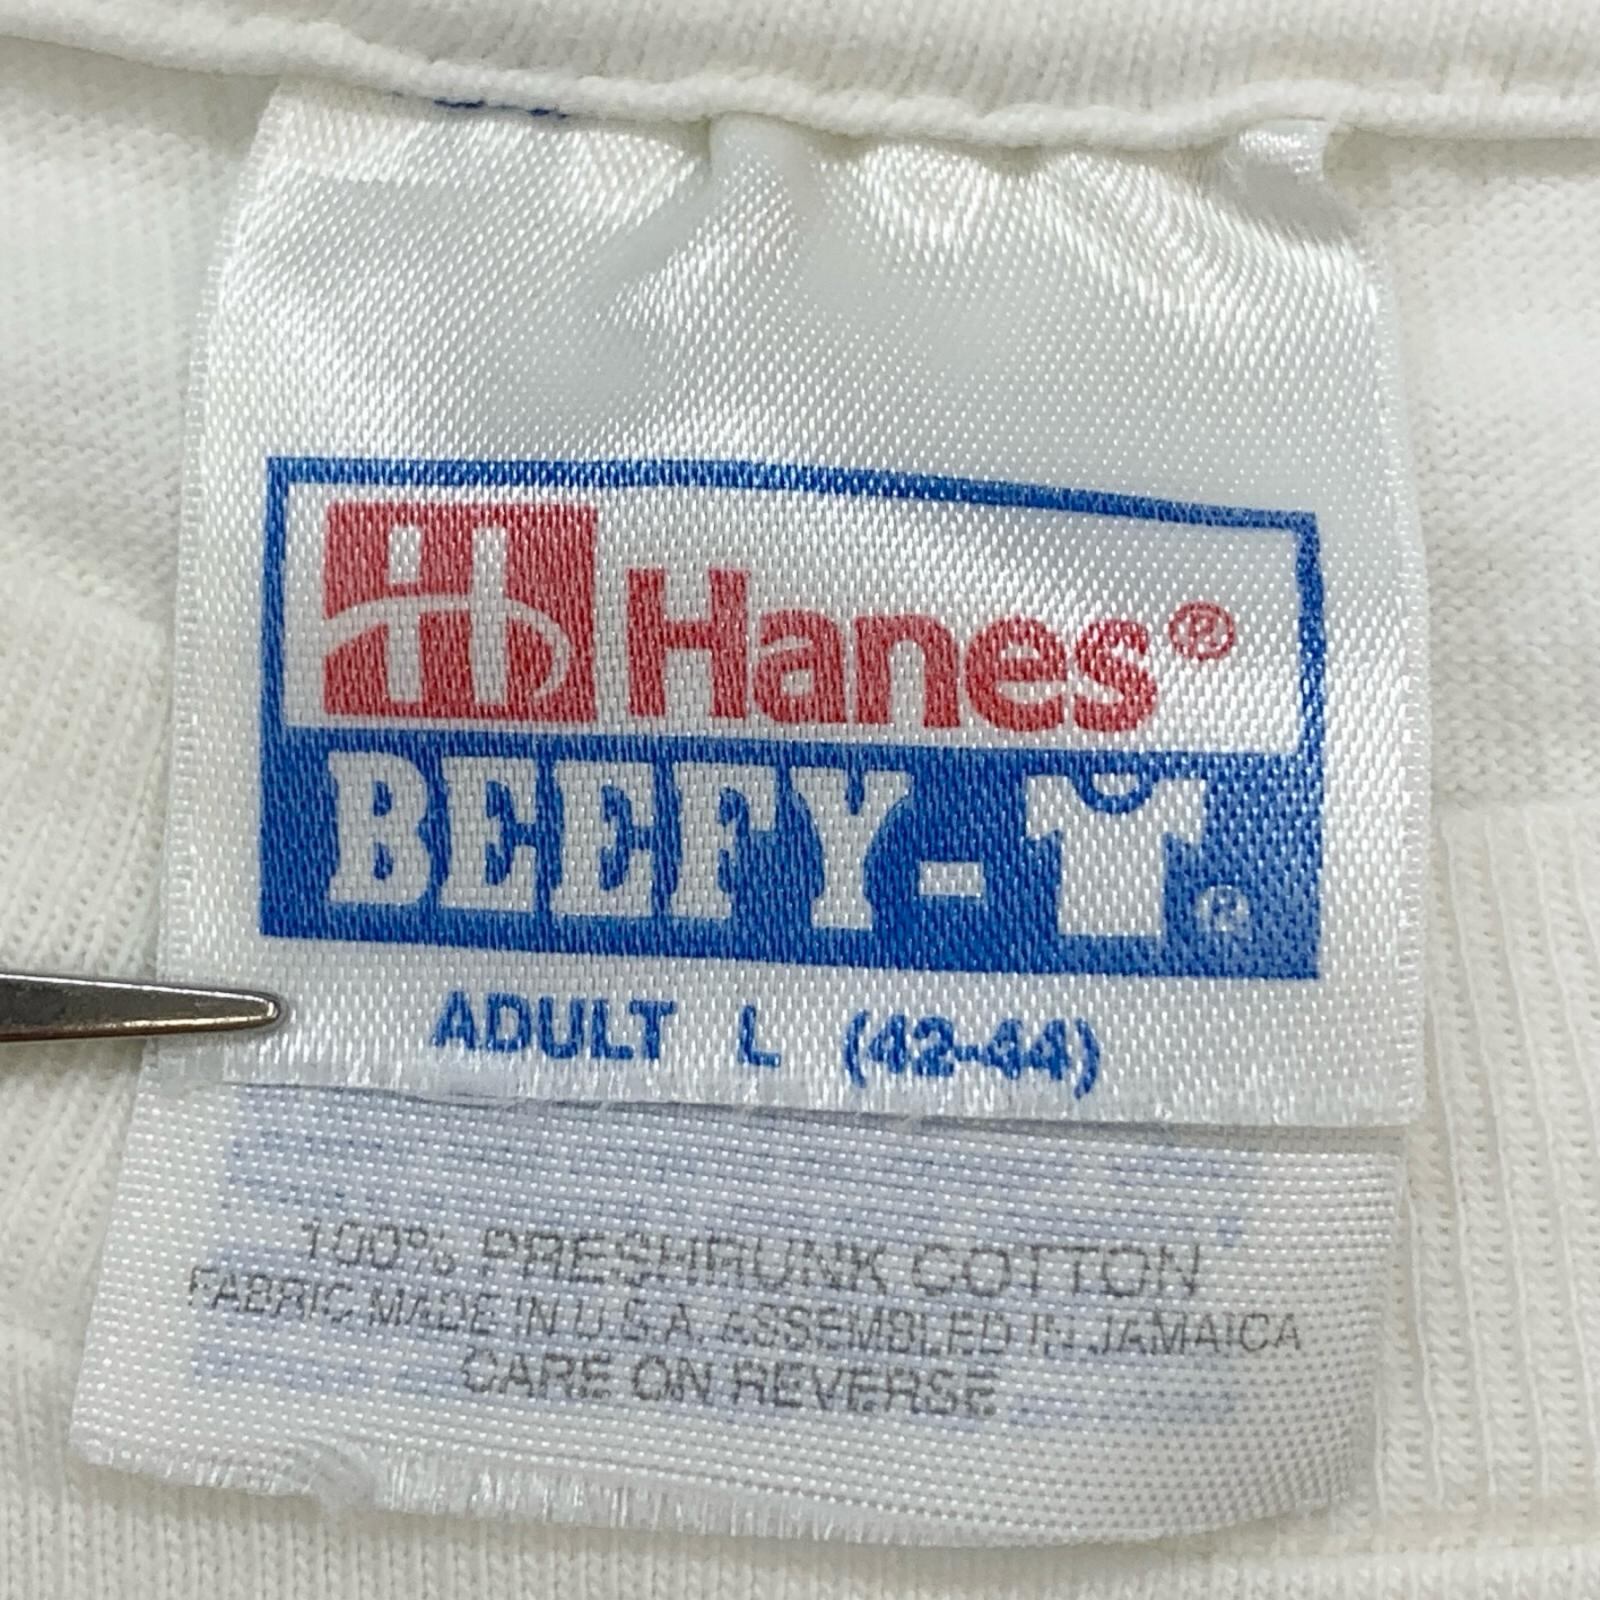 H Hanes®
BEEFY-T®
ADULT L (42-44)
100% PRESHRUNK COTTON
FABRIC MADE IN U.S.A. ASSEMBLED IN JAMAICA
CARE ON REVERSE